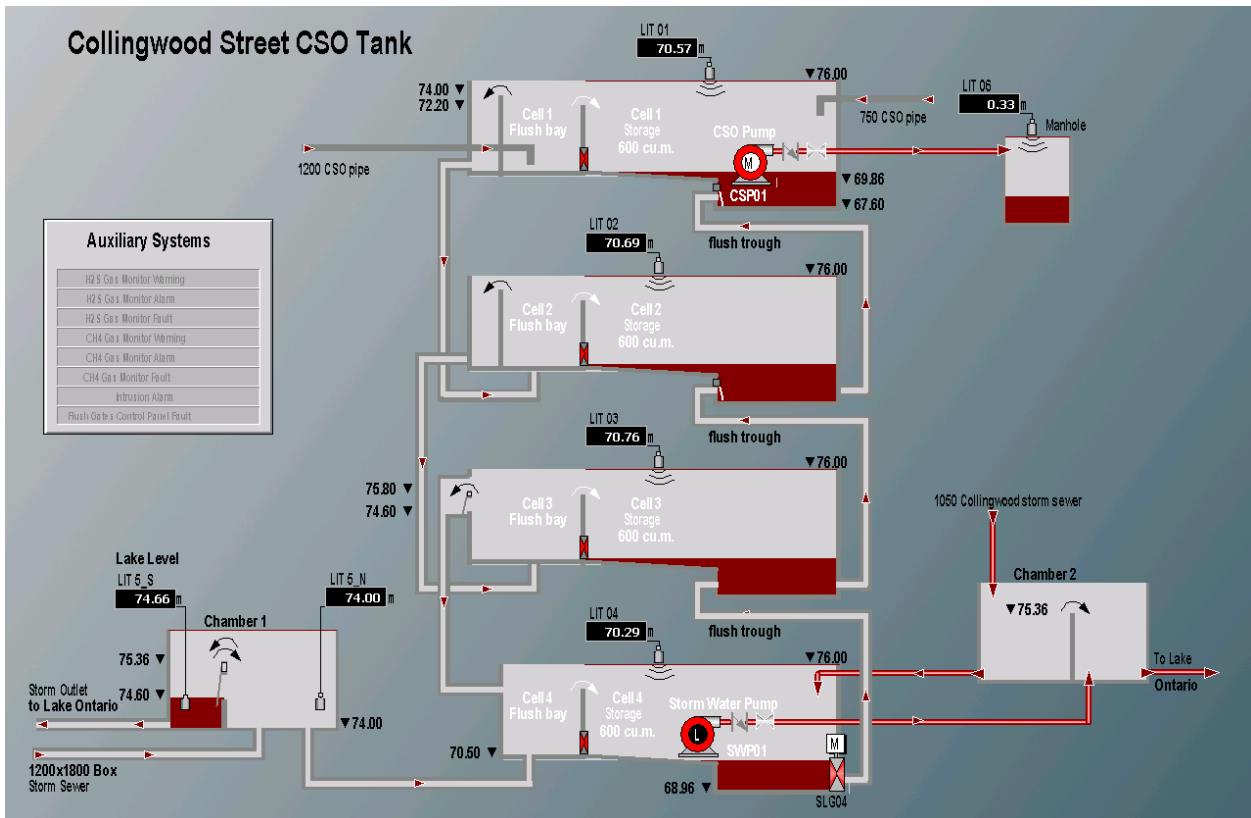 Collingwood Street CSO Tank
LIT 01
70.57 m
76.00
74.00
72.20
Cell 1
Flush bay
Cell 1
Storage
600 cu.m.
CSO Pump
M
CSP01
750 CSO pipe
LIT 06
0.33 m
Manhole
1200 CSO pipe
69.86
67.60
flush trough
Auxiliary Systems
H2S Gas Monitor Warning
H2S Gas Monitor Alarm
H2S Gas Monitor Fault
CH4 Gas Monitor Warning
CH4 Gas Monitor Alarm
CH4 Gas Monitor Fault
Intrusion Alarm
Flush Gates Control Panel Fault
LIT 02
70.69 m
76.00
Cell 2
Flush bay
Cell 2
Storage
600 cu.m.
flush trough
LIT 03
70.76 m
76.00
75.80
74.60
Cell 3
Flush bay
Cell 3
Storage
600 cu.m.
flush trough
1050 Collingwood storm sewer
Chamber 2
75.36
To Lake
Ontario
Lake Level
LIT 5_S
74.66 m
LIT 5_N
74.00 m
Chamber 1
75.36
74.60
Storm Outlet
to Lake Ontario
74.00
1200x1800 Box
Storm Sewer
LIT 04
70.29 m
76.00
Cell 4
Flush bay
Cell 4
Storage
600 cu.m.
Storm Water Pump
L
SWP01
M
SLG04
70.50
68.96